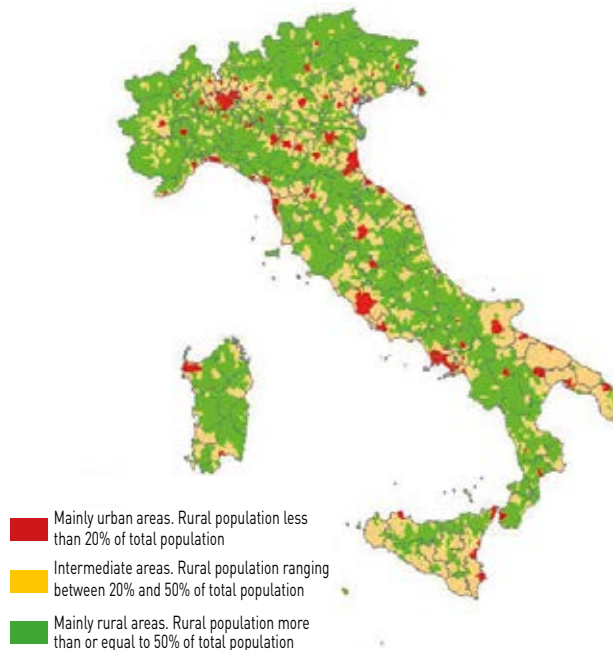 Mainly urban areas. Rural population less
than 20% of total population
Intermediate areas. Rural population ranging
between 20% and 50% of total population
Mainly rural areas. Rural population more
than or equal to 50% of total population